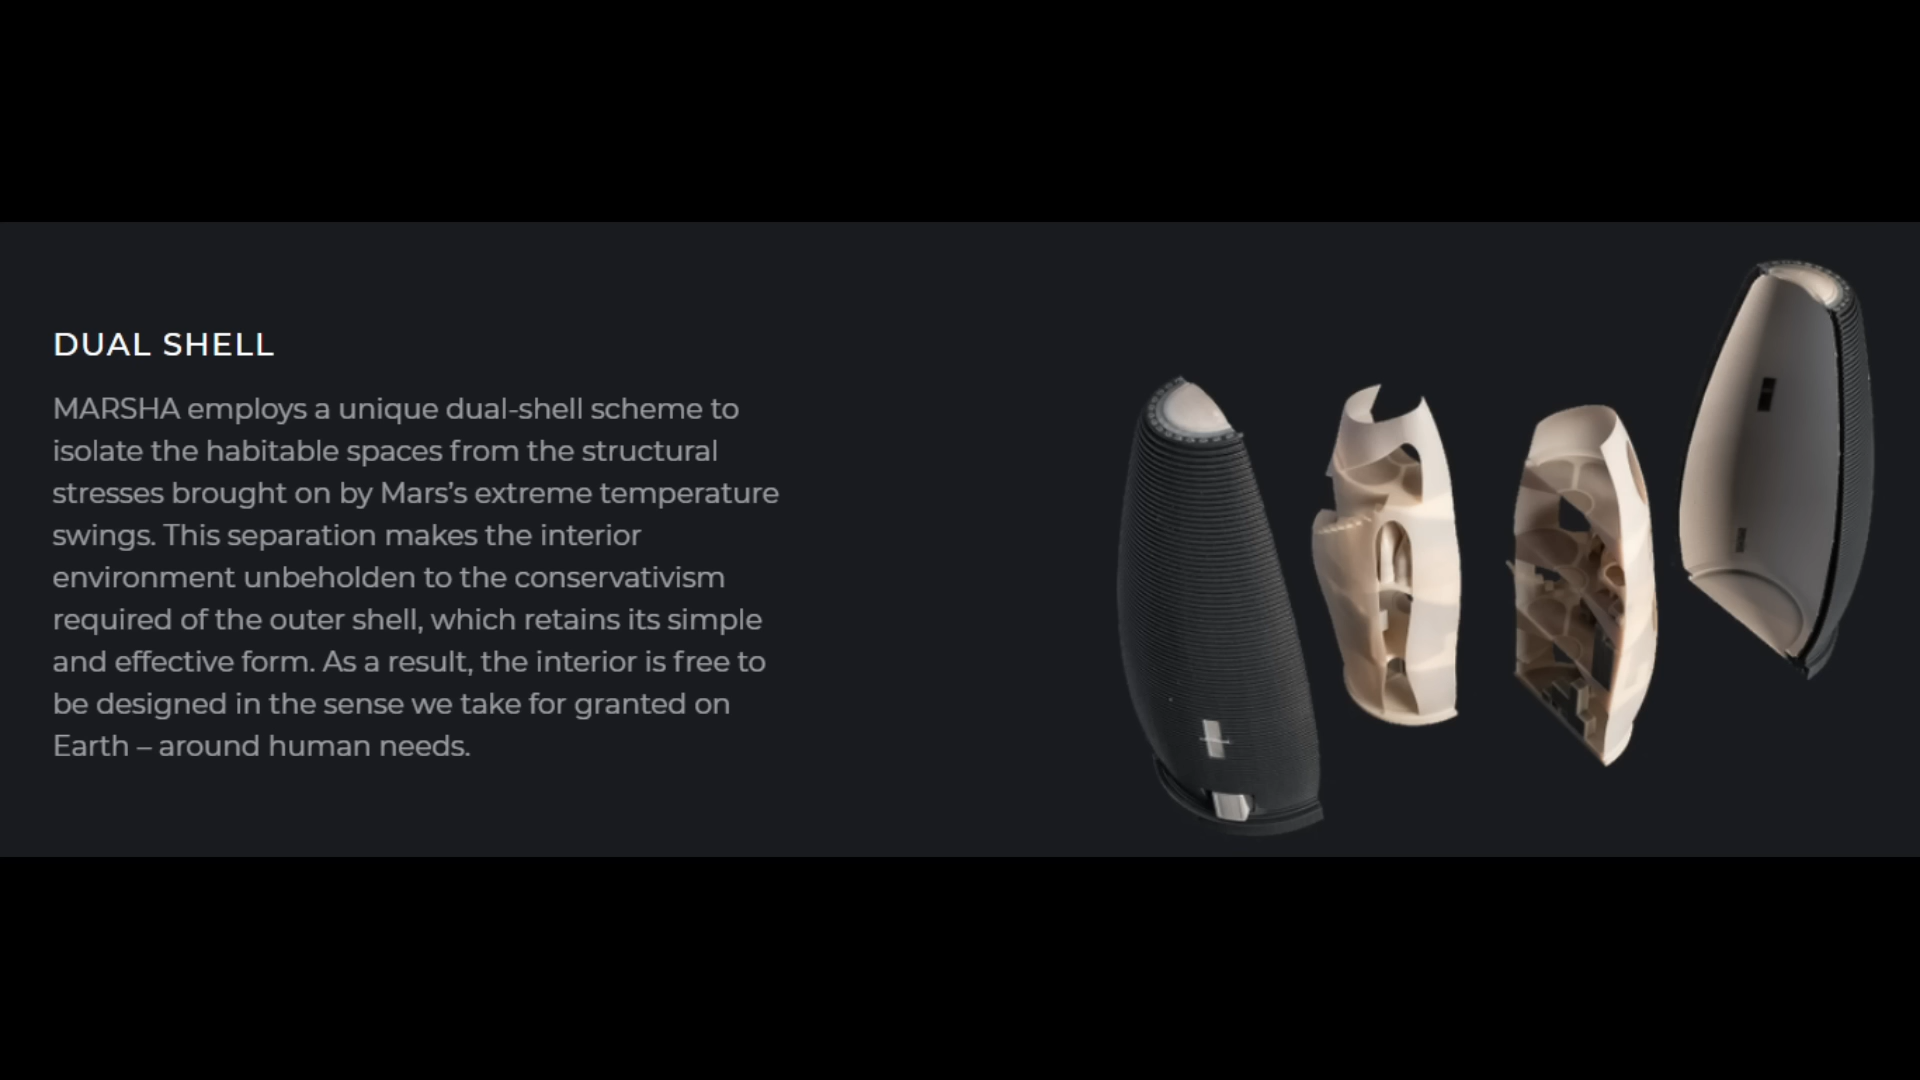 DUAL SHELL
MARSHA employs a unique dual-shell scheme to
isolate the habitable spaces from the structural
stresses brought on by Mars’s extreme temperature
swings. This separation makes the interior
environment unbeholden to the conservativism
required of the outer shell, which retains its simple
and effective form. As a result, the interior is free to
be designed in the sense we take for granted on
Earth – around human needs.